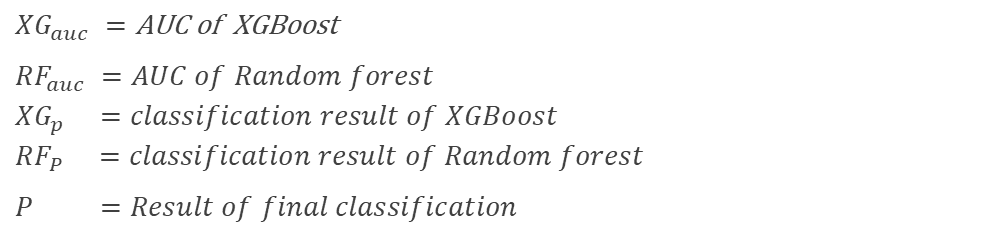 XG_auc = AUC of XGBoost
RF_auc = AUC of Random forest
XG_p = classification result of XGBoost
RF_P = classification result of Random forest
P = Result of final classification